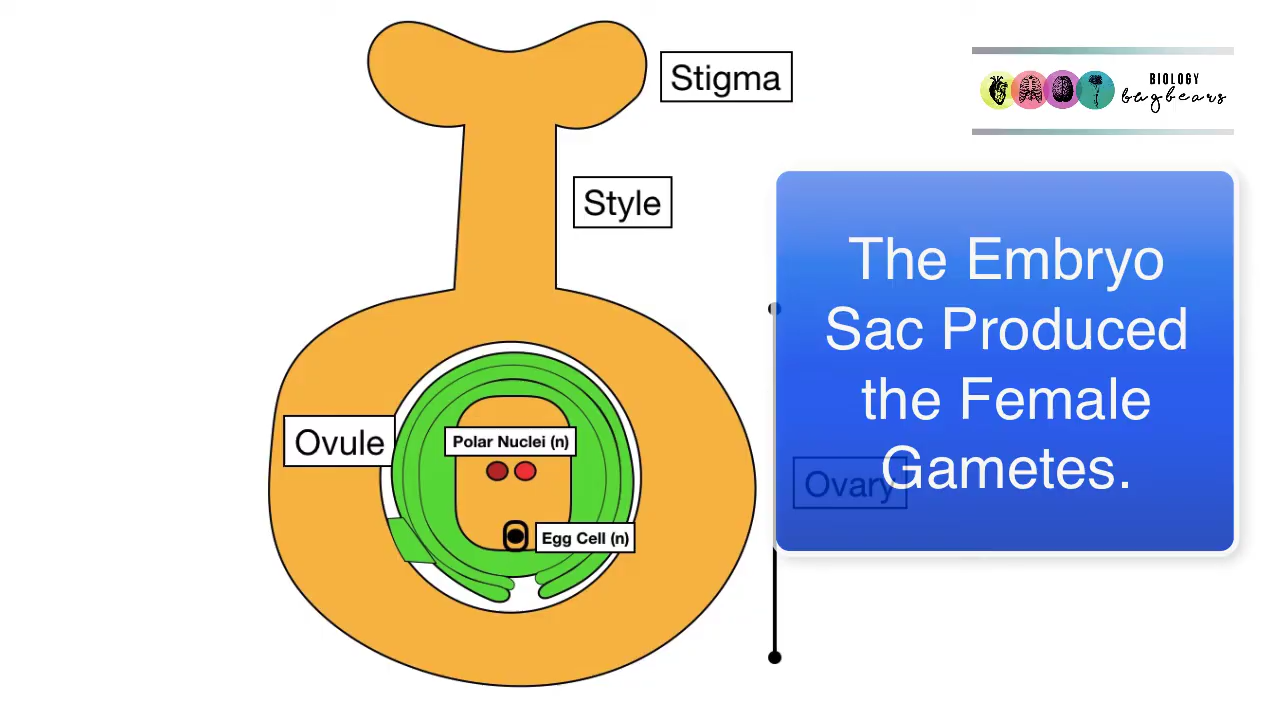 Stigma
BIOLOGY
bugbears
Style
The Embryo
Sac Produced
the Female
Gametes.
Ovule
Polar Nuclei (n)
Ovary
Egg Cell (n)